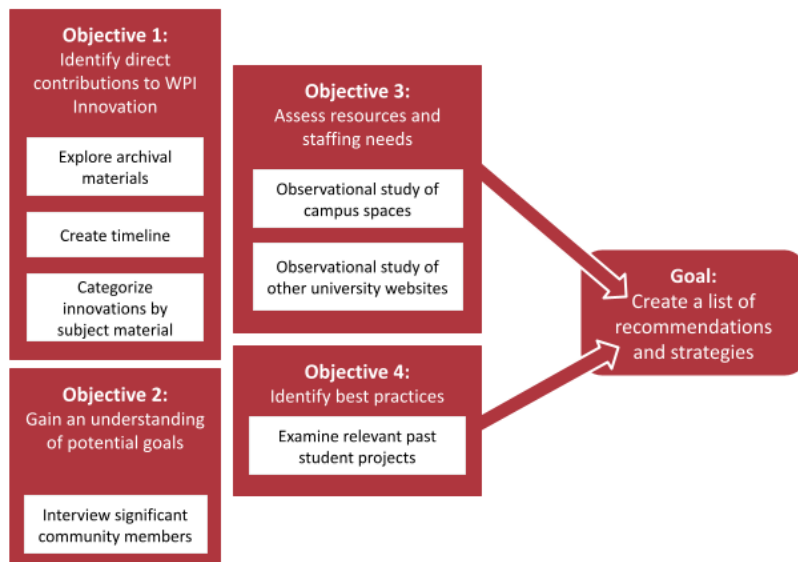 Objective 1:
Identify direct
contributions to WPI
Innovation
Explore archival
materials
Create timeline
Categorize
innovations by
subject material
Objective 2:
Gain an understanding
of potential goals
Interview significant
community members
Objective 3:
Assess resources and
staffing needs
Observational study of
campus spaces
Observational study of
other university websites
Objective 4:
Identify best practices
Examine relevant past
student projects
Goal:
Create a list of
recommendations
and strategies